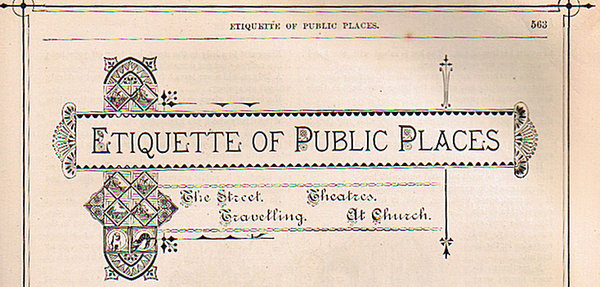 ETIQUETTE OF PUBLIC PLACES. 563
ETIQUETTE OF PUBLIC PLACES
The Street. Theatres.
Travelling. At Church.